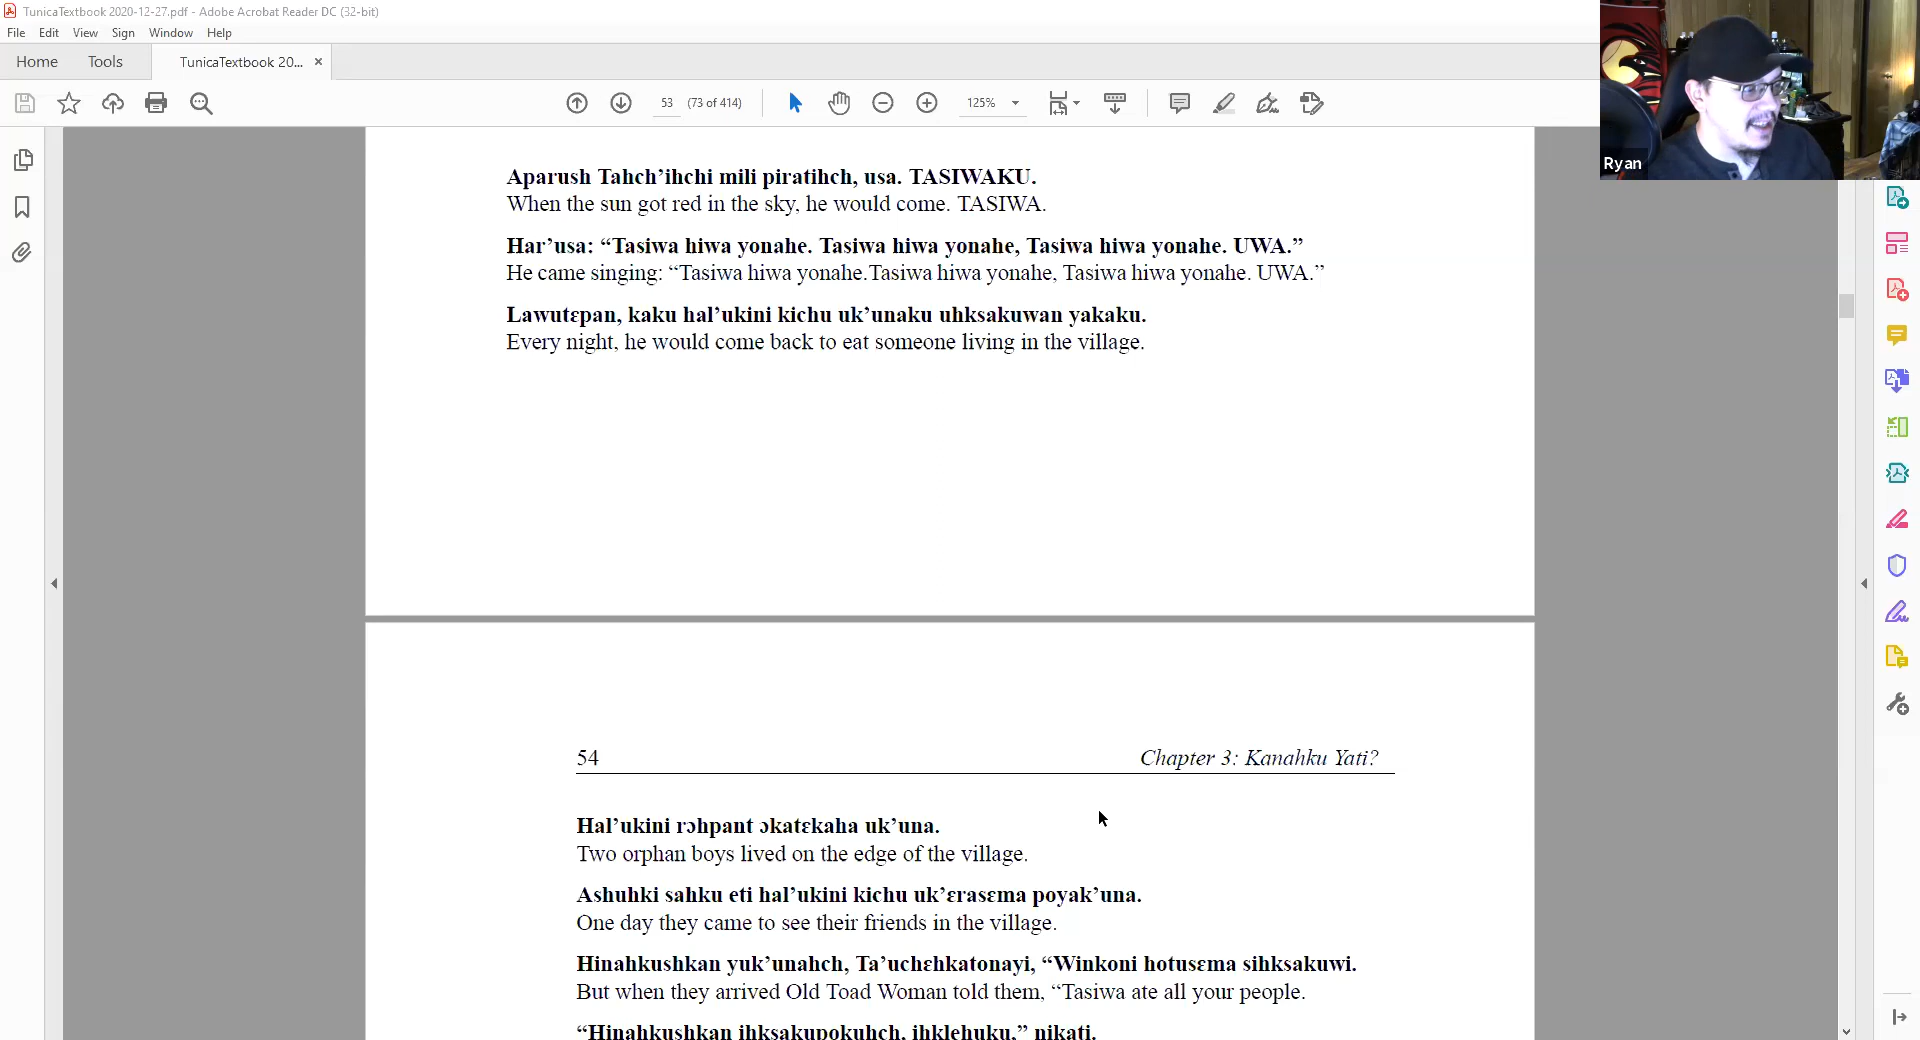 TunicaTextbook 2020-12-27.pdf - Adobe Acrobat Reader DC (32-bit)
File Edit View Sign Window Help
Home Tools TunicaTextbook 20... ×
53 (73 of 414) 125%
Ryan
Aparush Tahch’ihchi mili piratihch, usa. TASIWAKU.
When the sun got red in the sky, he would come. TASIWA.
Har’usa: “Tasiwa hiwa yonahe. Tasiwa hiwa yonahe, Tasiwa hiwa yonahe. UWA.”
He came singing: “Tasiwa hiwa yonahe.Tasiwa hiwa yonahe, Tasiwa hiwa yonahe. UWA.”
Lawutɛpan, kaku hal’ukini kichu uk’unaku uhksakuwan yakaku.
Every night, he would come back to eat someone living in the village.
54 Chapter 3: Kanahku Yati?
Hal’ukini rɔhpant ɔkatɛkaha uk’una.
Two orphan boys lived on the edge of the village.
Ashuhki sahku eti hal’ukini kichu uk’ɛrasɛma poyak’una.
One day they came to see their friends in the village.
Hinahkushkan yuk’unahch, Ta’uchɛhkatonayi, “Winkoni hotusɛma sihksakuwi.
But when they arrived Old Toad Woman told them, “Tasiwa ate all your people.
“Hinahkushkan ihksakupokuhch, ihklehuku,” nikati.